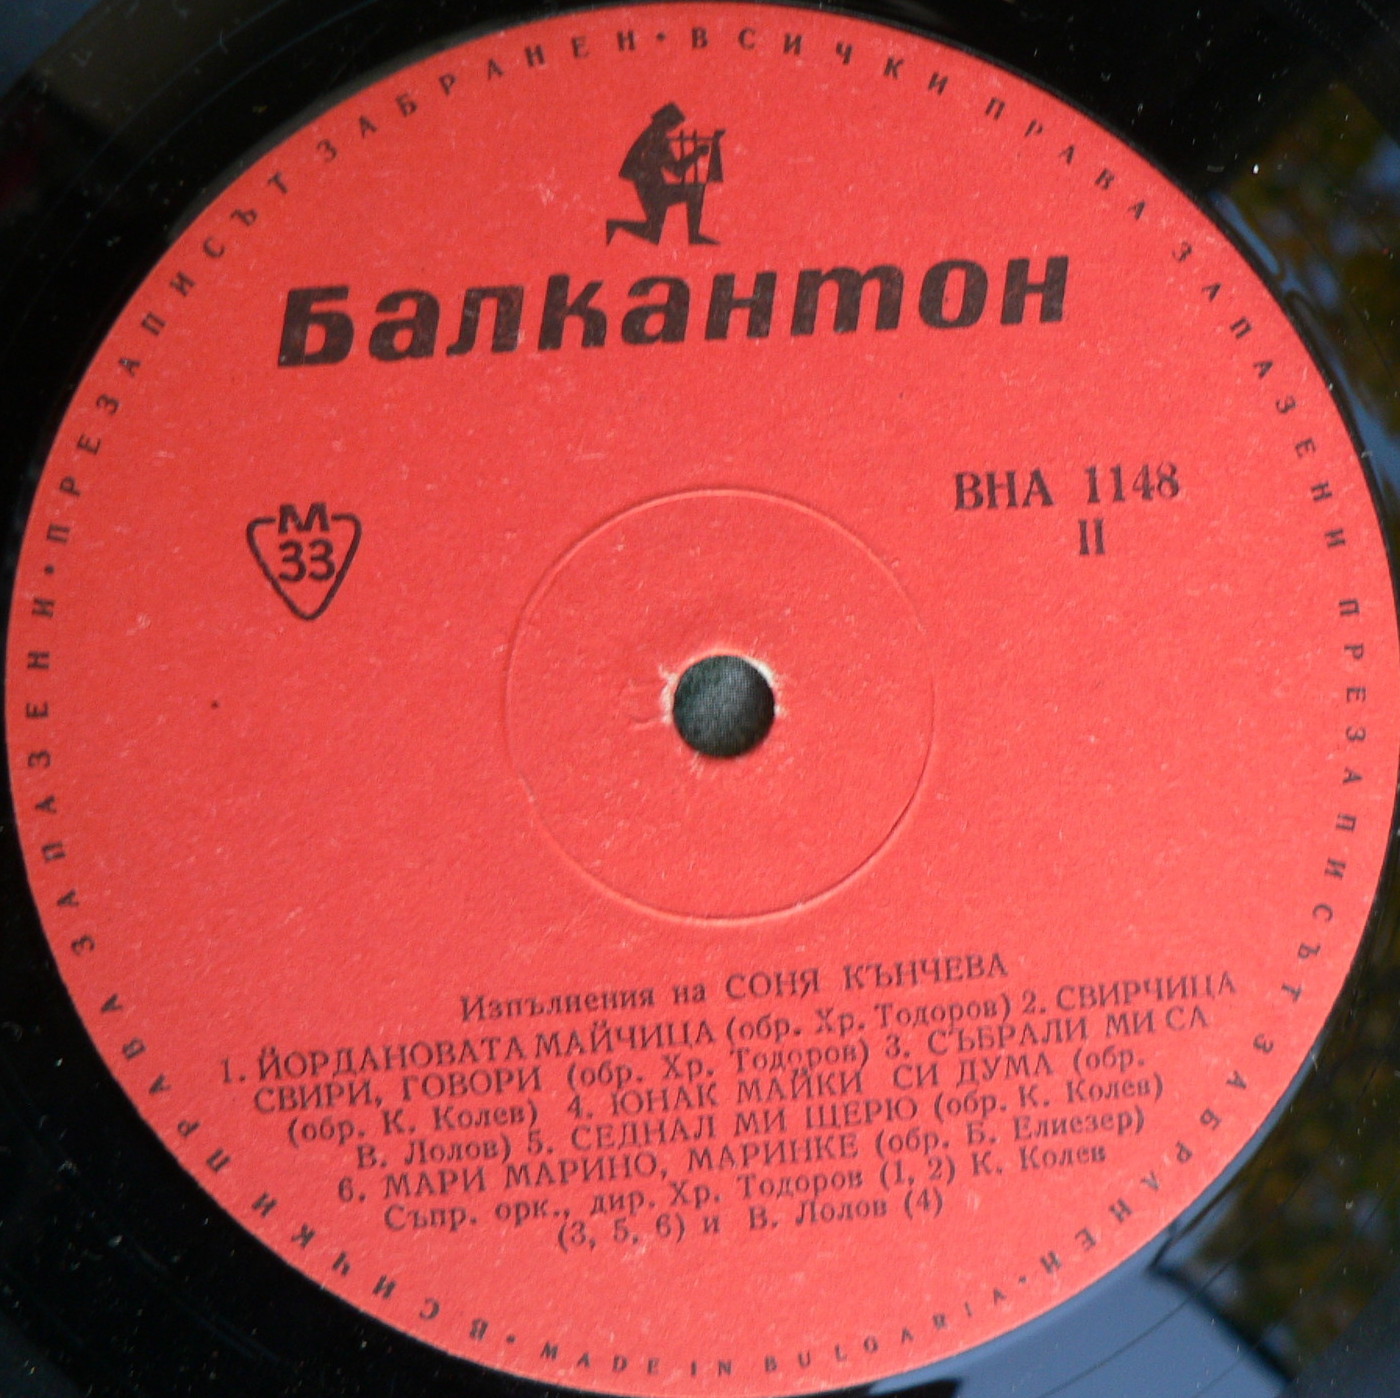 ВСИЧКИ ПРАВА ЗАПАЗЕНИ ПРЕЗАПИСЪТ ЗАБРАНЕН • MADE IN BULGARIA • ВСИЧКИ ПРАВА ЗАПАЗЕНИ • ПРЕЗАПИСЪТ ЗАБРАНЕН •
Балкантон
ВНА 1148
II
М
33
Изпълнения на СОНЯ КЪНЧЕВА
1. ЙОРДАНОВАТА МАЙЧИЦА (обр. Хр. Тодоров) 2. СВИРЧИЦА
СВИРИ, ГОВОРИ (обр. Хр. Тодоров) 3. СЪБРАЛИ МИ СА
(обр. К. Колев) 4. ЮНАК МАЙКИ СИ ДУМА (обр.
В. Лолов) 5. СЕДНАЛ МИ ЩЕРЮ (обр. К. Колев)
6. МАРИ МАРИНО, МАРИНКЕ (обр. Б. Елиезер)
Съпр. орк., дир. Хр. Тодоров (1, 2) К. Колев
(3, 5, 6) и В. Лолов (4)